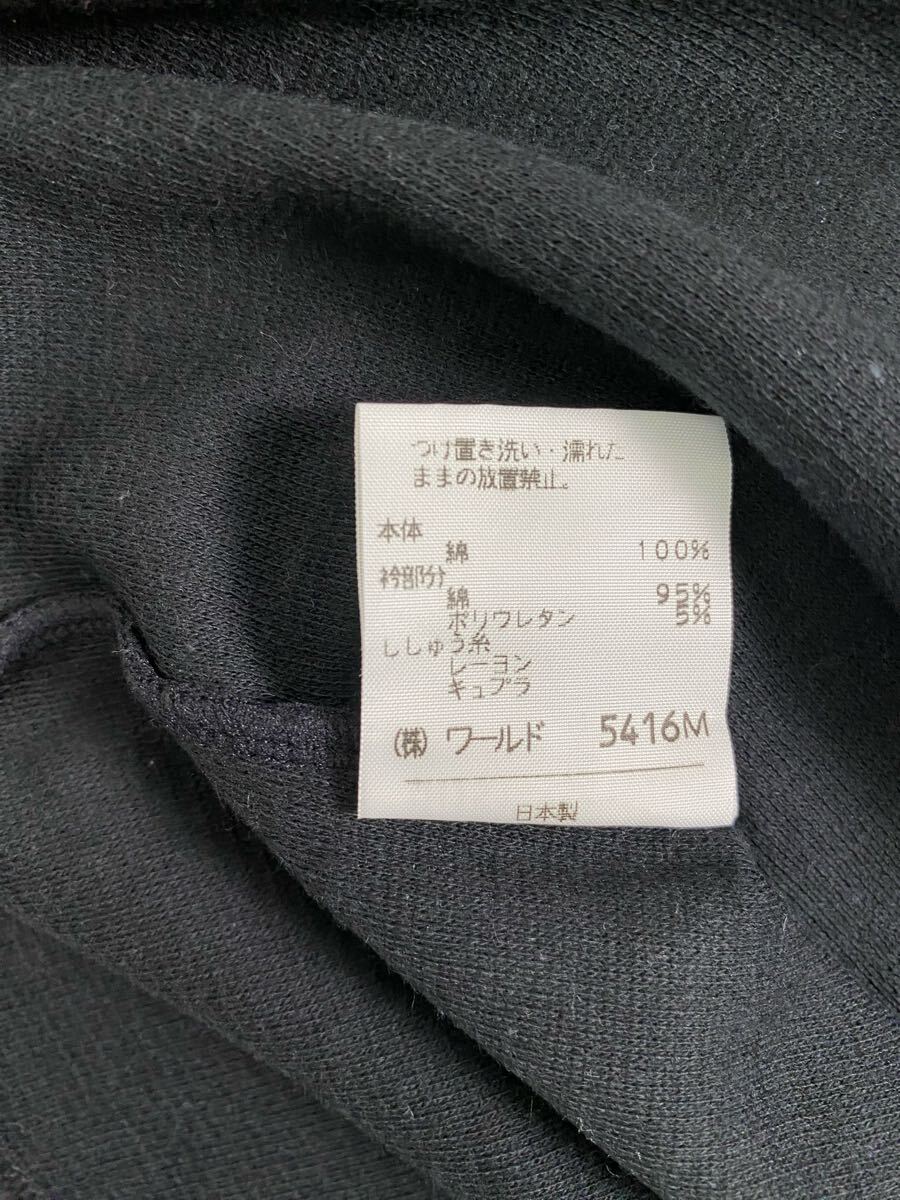 つけ置き洗い・濡れた
ままの放置禁止。
本体
綿 100%
衿部分
綿 95%
ポリウレタン 5%
ししゅう糸
レーヨン
キュプラ
(株) ワールド 5416M
日本製